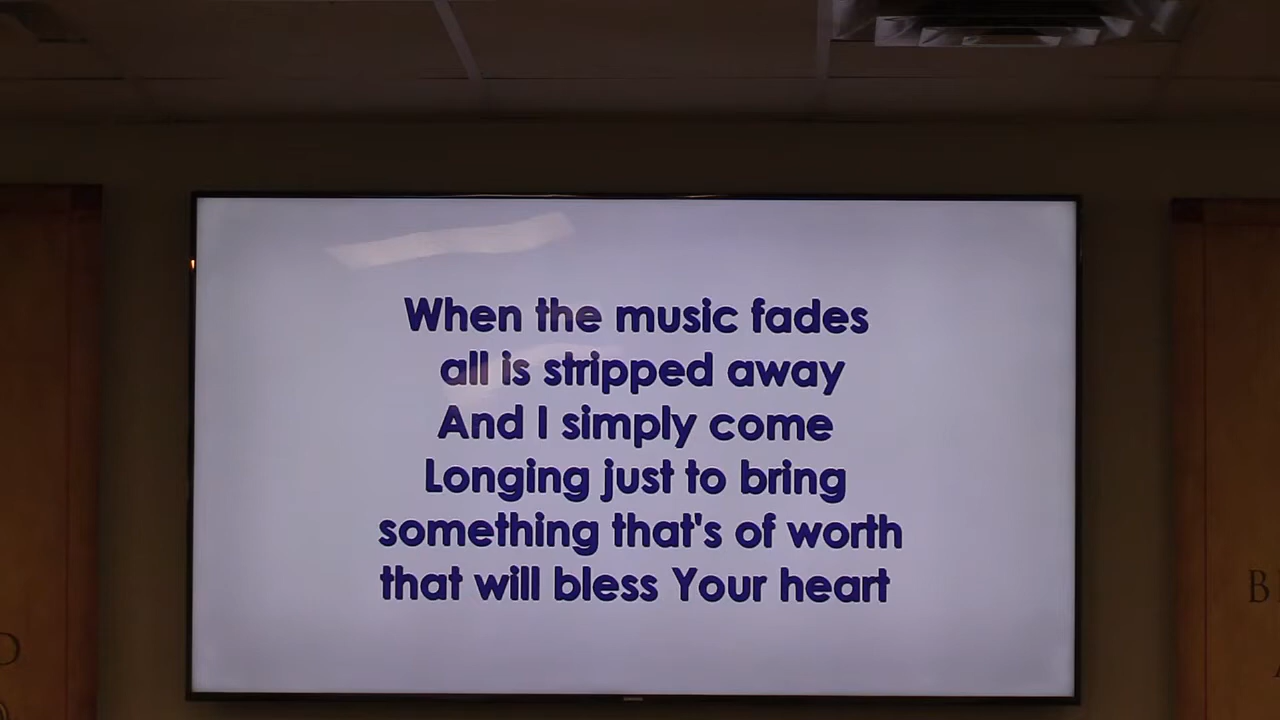 When the music fades
all is stripped away
And I simply come
Longing just to bring
something that's of worth
that will bless Your heart
B